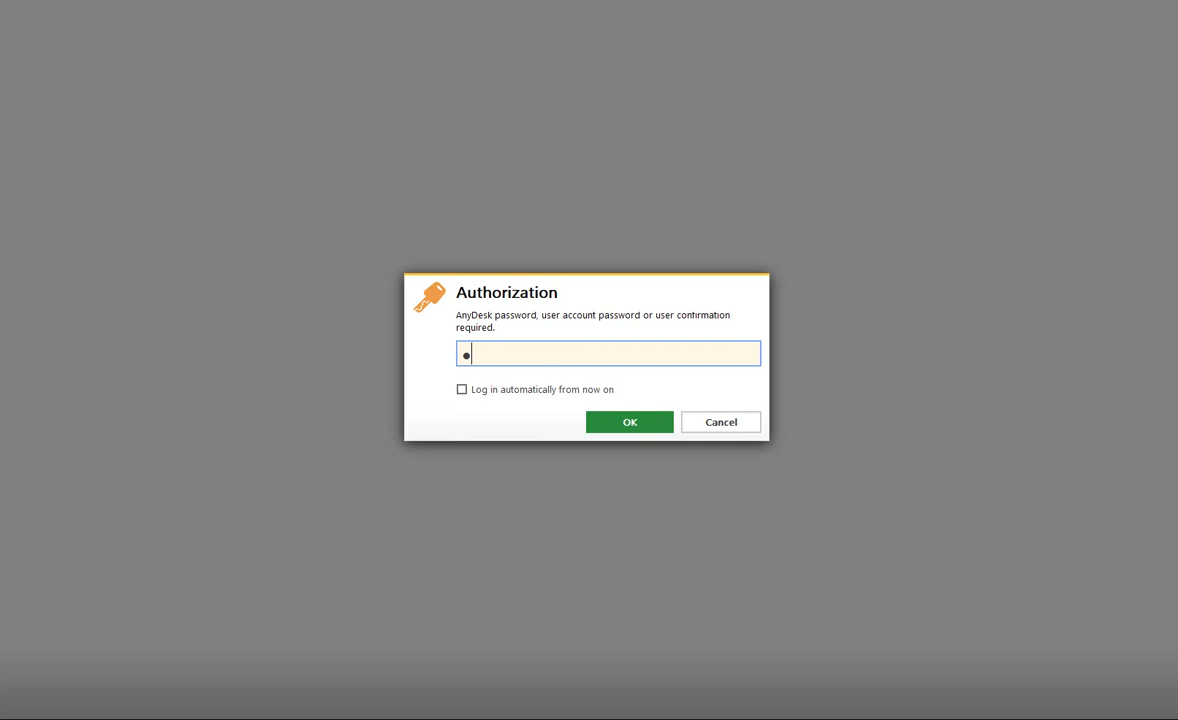 Authorization
AnyDesk password, user account password or user confirmation
required.
●
Log in automatically from now on
OK
Cancel